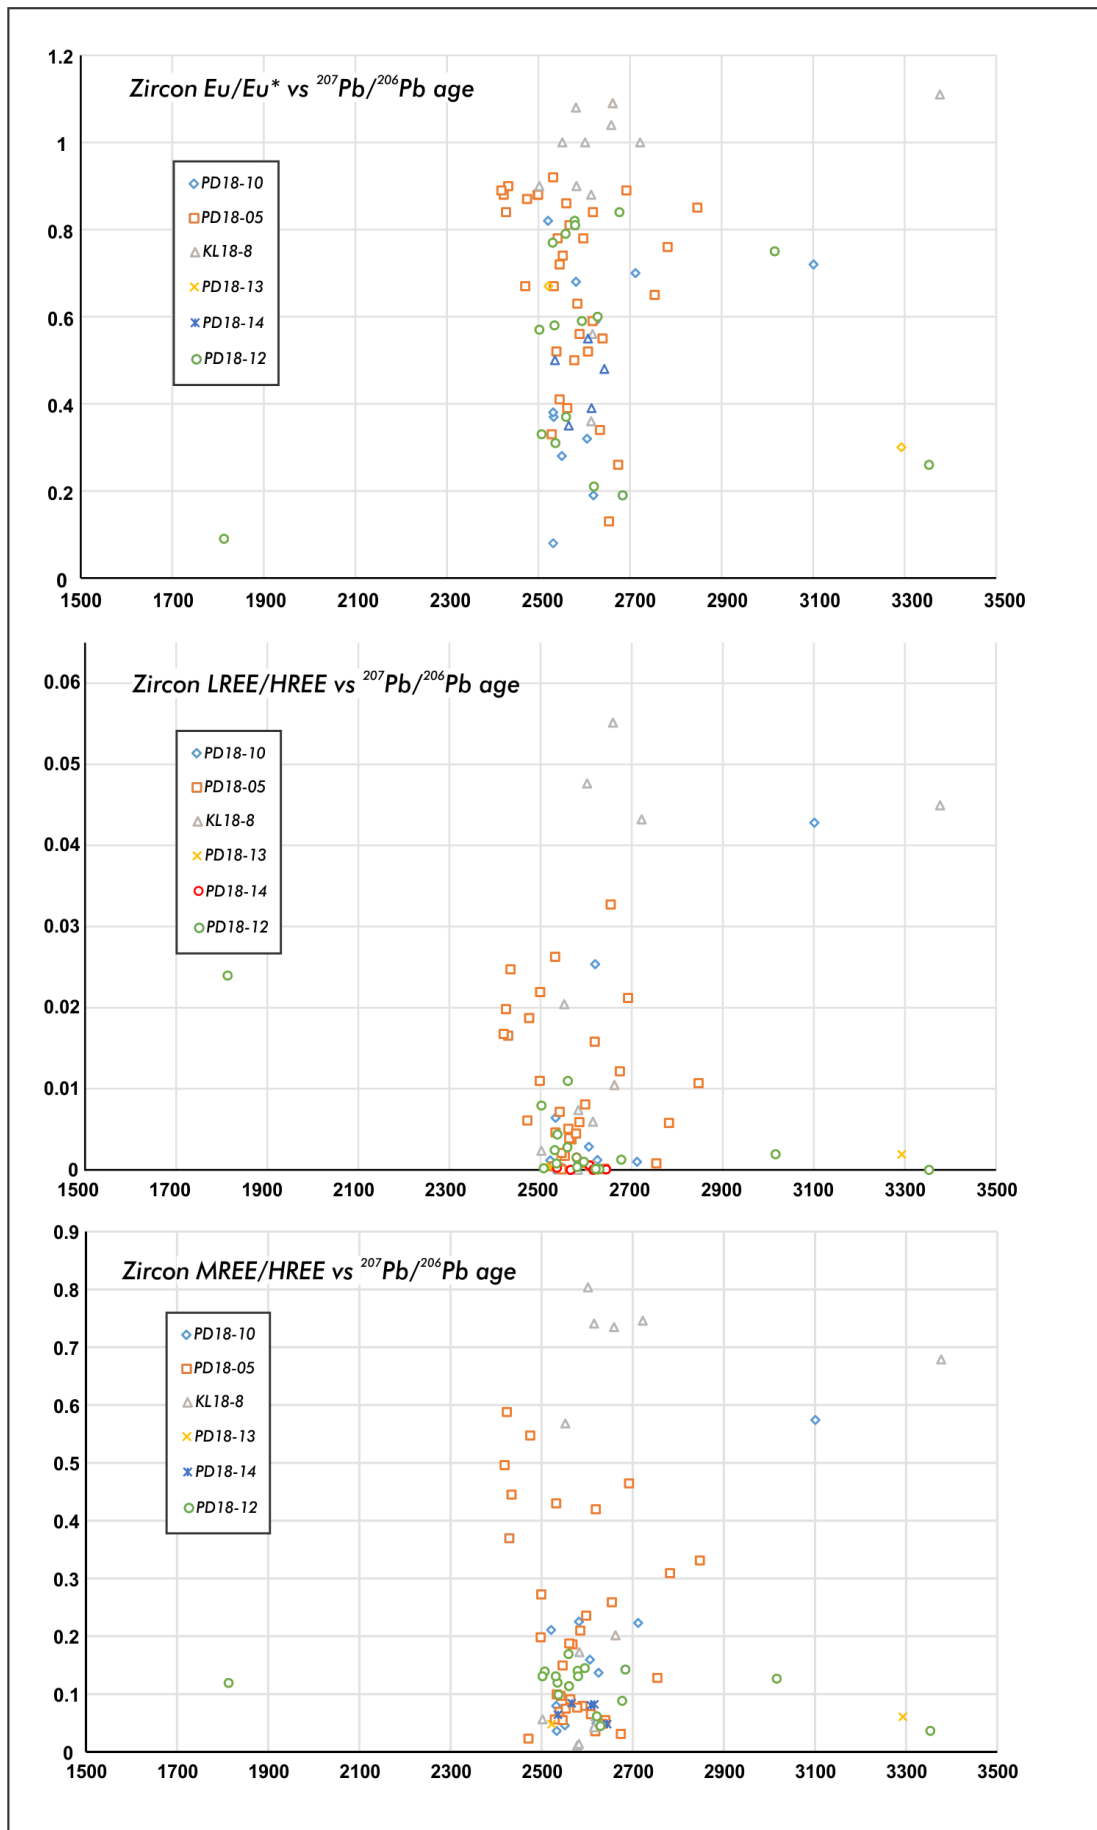 Zircon Eu/Eu* vs 207Pb/206Pb age
1.2
1
0.8
0.6
0.4
0.2
0
PD18-10
PD18-05
KL18-8
PD18-13
PD18-14
PD18-12
1500 1700 1900 2100 2300 2500 2700 2900 3100 3300 3500
Zircon LREE/HREE vs 207Pb/206Pb age
0.06
0.05
0.04
0.03
0.02
0.01
0
PD18-10
PD18-05
KL18-8
PD18-13
PD18-14
PD18-12
1500 1700 1900 2100 2300 2500 2700 2900 3100 3300 3500
Zircon MREE/HREE vs 207Pb/206Pb age
0.9
0.8
0.7
0.6
0.5
0.4
0.3
0.2
0.1
0
PD18-10
PD18-05
KL18-8
PD18-13
PD18-14
PD18-12
1500 1700 1900 2100 2300 2500 2700 2900 3100 3300 3500